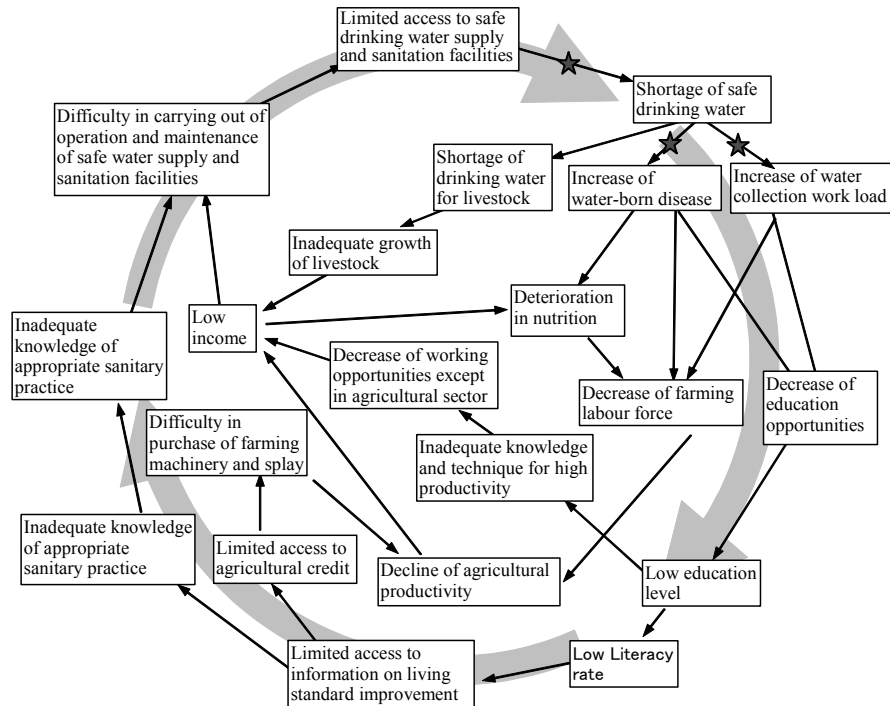 Limited access to safe
drinking water supply
and sanitation facilities
Shortage of safe
drinking water
Difficulty in carrying out of
operation and maintenance
of safe water supply and
sanitation facilities
Shortage of
drinking water
for livestock
Increase of
water-born disease
Increase of water
collection work load
Inadequate growth
of livestock
Low
income
Deterioration
in nutrition
Inadequate
knowledge of
appropriate sanitary
practice
Decrease of working
opportunities except
in agricultural sector
Decrease of farming
labour force
Decrease of
education
opportunities
Difficulty in
purchase of farming
machinery and splay
Inadequate knowledge
and technique for high
productivity
Inadequate knowledge
of appropriate
sanitary practice
Limited access to
agricultural credit
Decline of agricultural
productivity
Low education
level
Limited access to
information on living
standard improvement
Low Literacy
rate